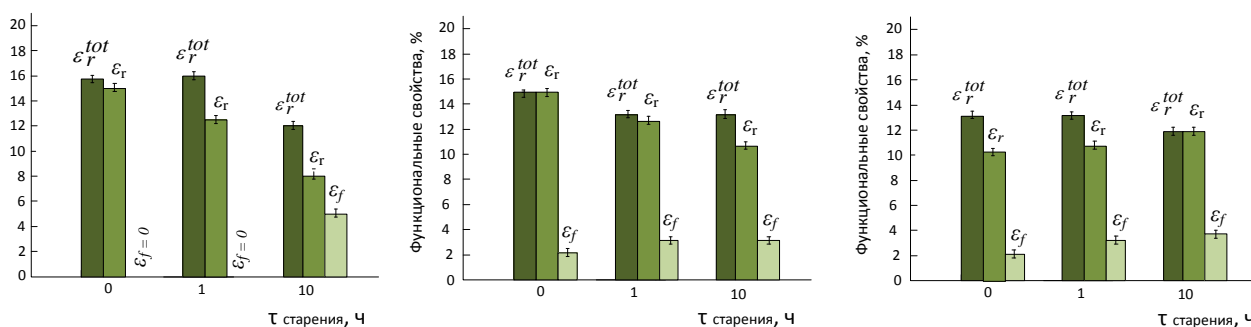 20
18
16
14
12
10
8
6
4
2
0
ε_r^tot
ε_r
ε_f = 0
ε_r^tot
ε_r
ε_f = 0
ε_r^tot
ε_r
ε_f
0 1 10
τ старения, ч
Функциональные свойства, %
20
18
16
14
12
10
8
6
4
2
0
ε_r^tot ε_r
ε_f
ε_r^tot ε_r
ε_f
ε_r^tot
ε_r
ε_f
0 1 10
τ старения, ч
Функциональные свойства, %
20
18
16
14
12
10
8
6
4
2
0
ε_r^tot
ε_r
ε_f
ε_r^tot
ε_r
ε_f
ε_r^tot ε_r
ε_f
0 1 10
τ старения, ч